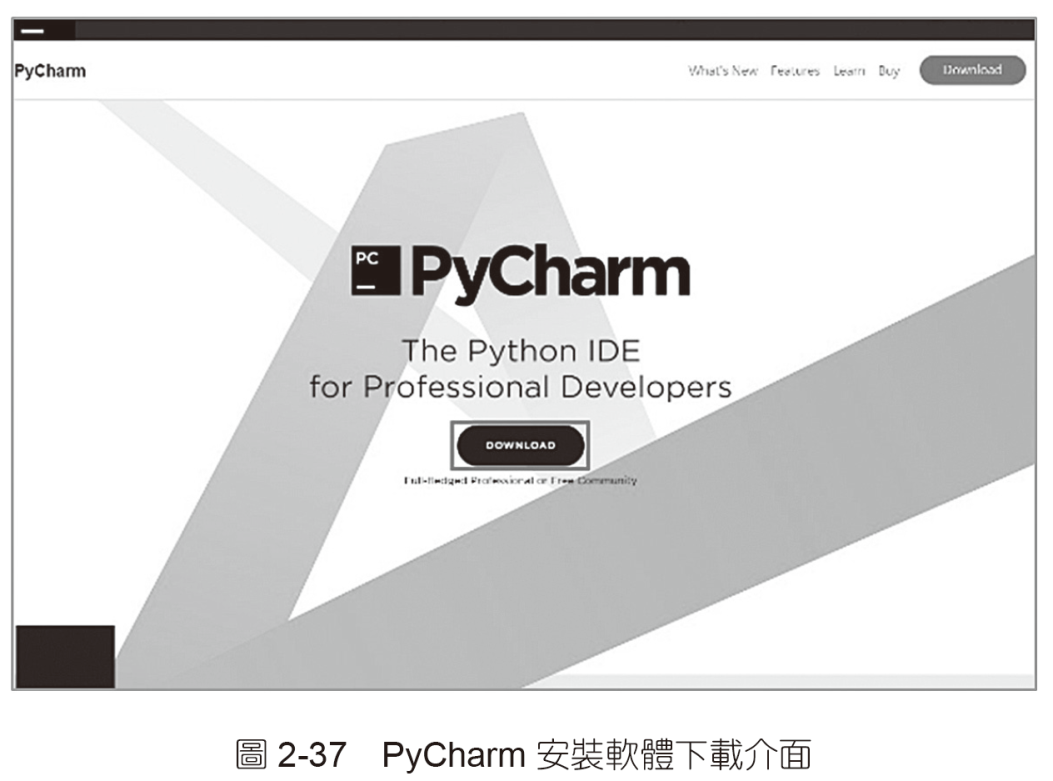 PyCharm
What's New Features Learn Buy Download
PC
PyCharm
The Python IDE
for Professional Developers
DOWNLOAD
Full-fledged Professional or Free Community
圖 2-37 PyCharm 安裝軟體下載介面